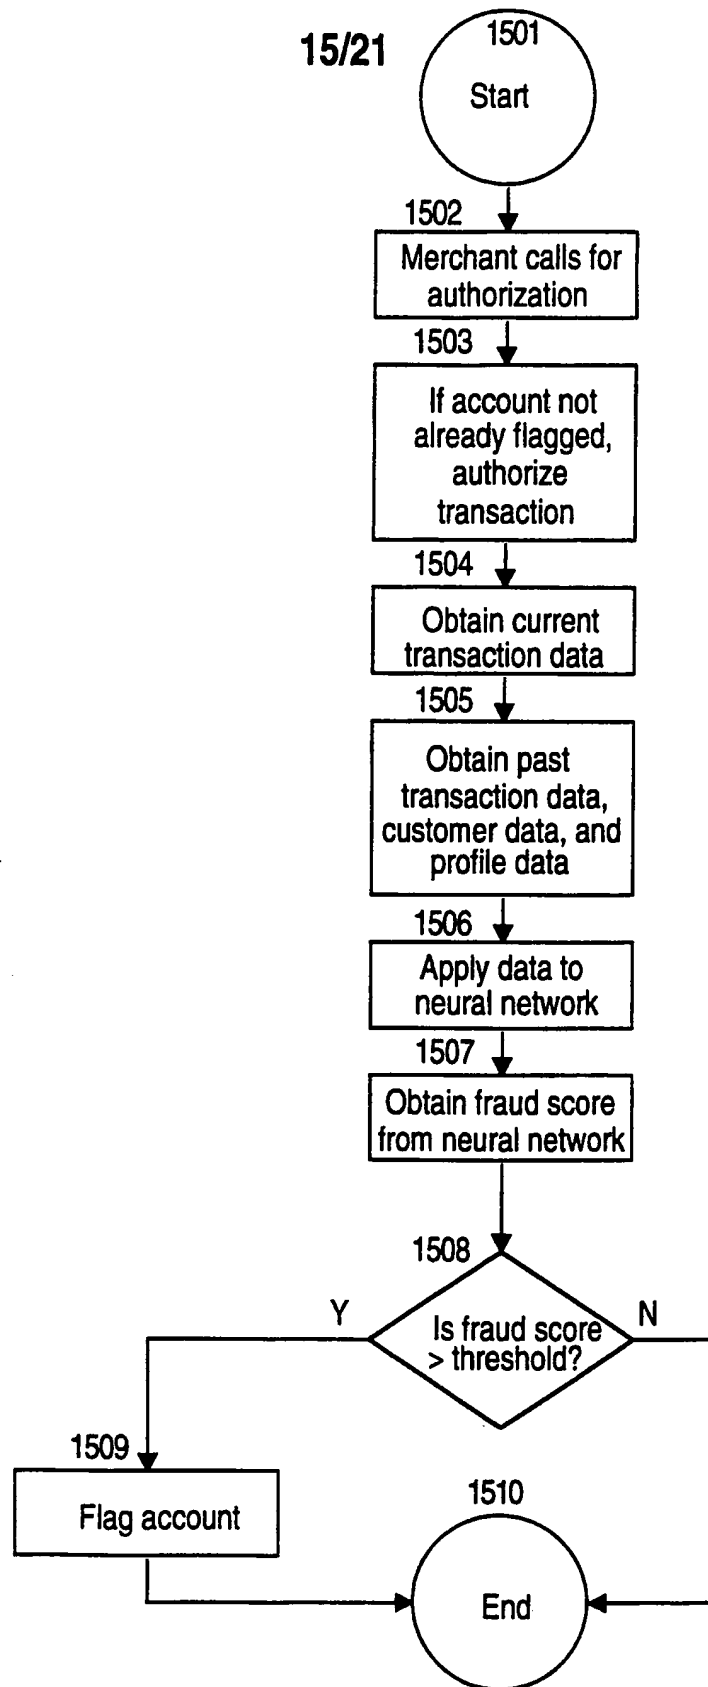 15/21
1501
Start
1502
Merchant calls for
authorization
1503
If account not
already flagged,
authorize
transaction
1504
Obtain current
transaction data
1505
Obtain past
transaction data,
customer data, and
profile data
1506
Apply data to
neural network
1507
Obtain fraud score
from neural network
1508
Y
N
Is fraud score
> threshold?
1509
Flag account
1510
End